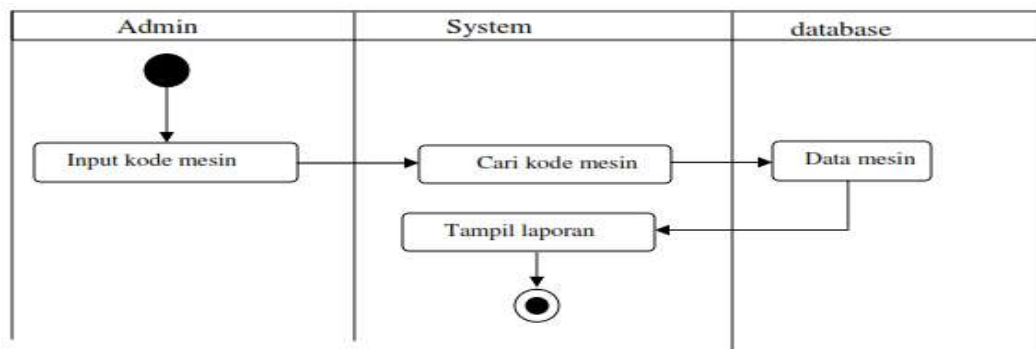 Admin
System
database
Input kode mesin
Cari kode mesin
Data mesin
Tampil laporan